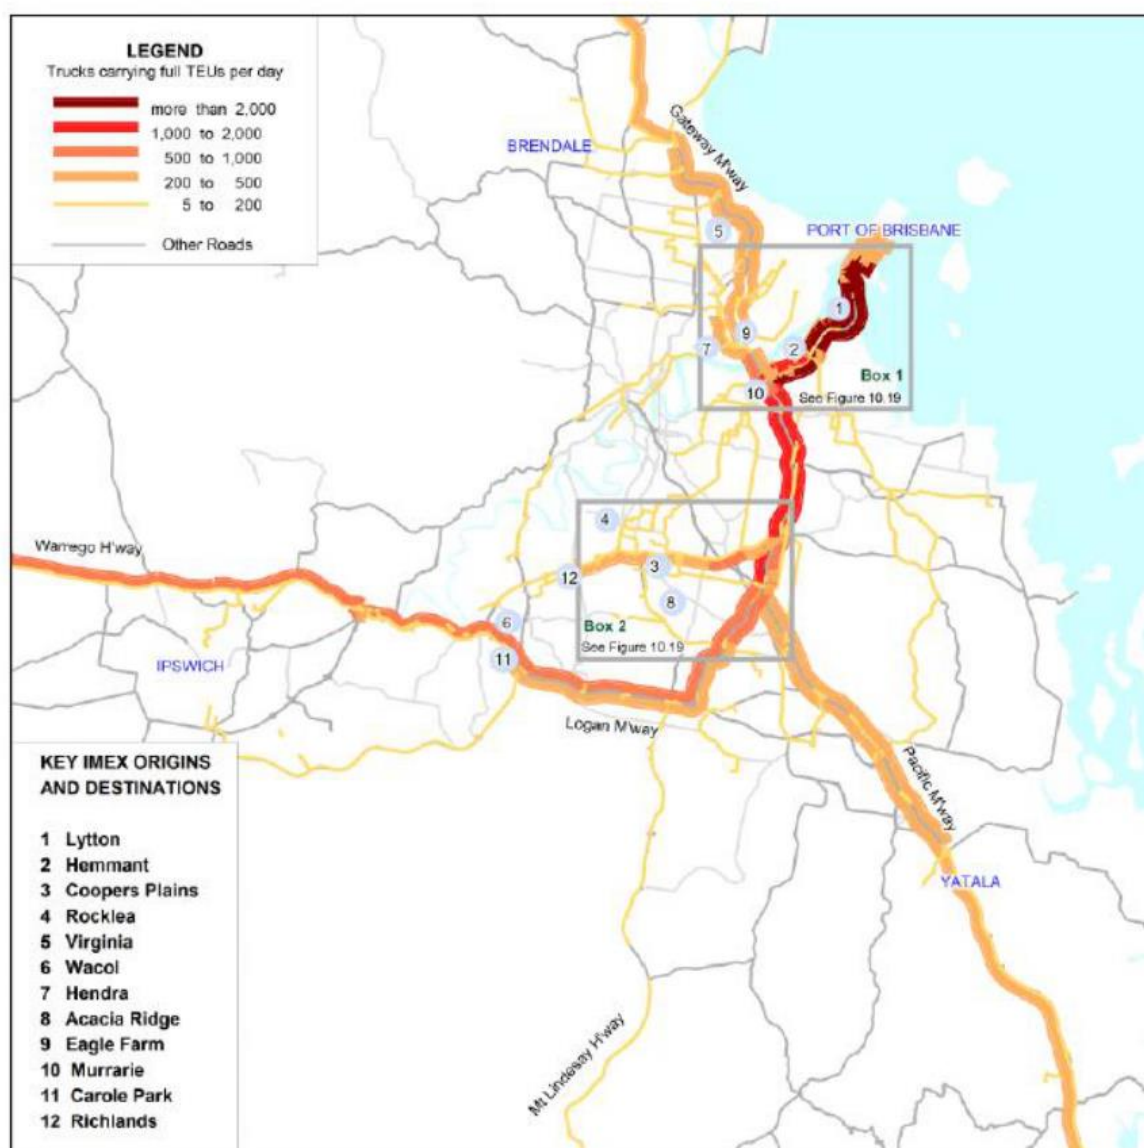 LEGEND
Trucks carrying full TEUs per day
more than 2,000
1,000 to 2,000
500 to 1,000
200 to 500
5 to 200
Other Roads
Gateway M'way
BRENDALE
5
PORT OF BRISBANE
1
9
7
2
Box 1
10
See Figure 10.19
4
Warrego H'way
3
12
8
6
Box 2
See Figure 10.19
11
IPSWICH
Logan M'way
Pacific M'way
YATALA
Mt Lindesay H'way
KEY IMEX ORIGINS
AND DESTINATIONS
1 Lytton
2 Hemmant
3 Coopers Plains
4 Rocklea
5 Virginia
6 Wacol
7 Hendra
8 Acacia Ridge
9 Eagle Farm
10 Murrarie
11 Carole Park
12 Richlands